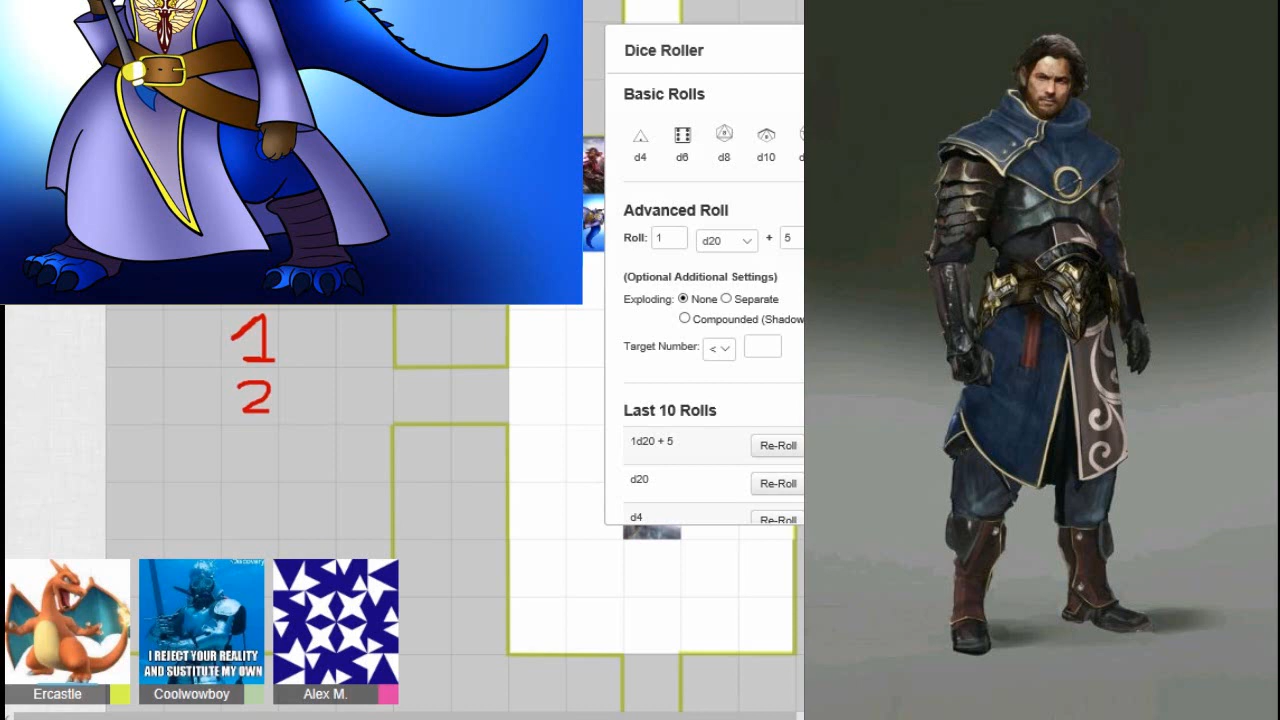 Dice Roller
Basic Rolls
d4 d6 d8 d10
Advanced Roll
Roll: 1 d20 + 5
(Optional Additional Settings)
Exploding: None Separate
Compounded (Shadow
Target Number: <
Last 10 Rolls
1d20 + 5 Re-Roll
d20 Re-Roll
d4 Re-Roll
1
2
Discovery
I REJECT YOUR REALITY
AND SUSTITUTE MY OWN
Ercastle Coolwowboy Alex M.